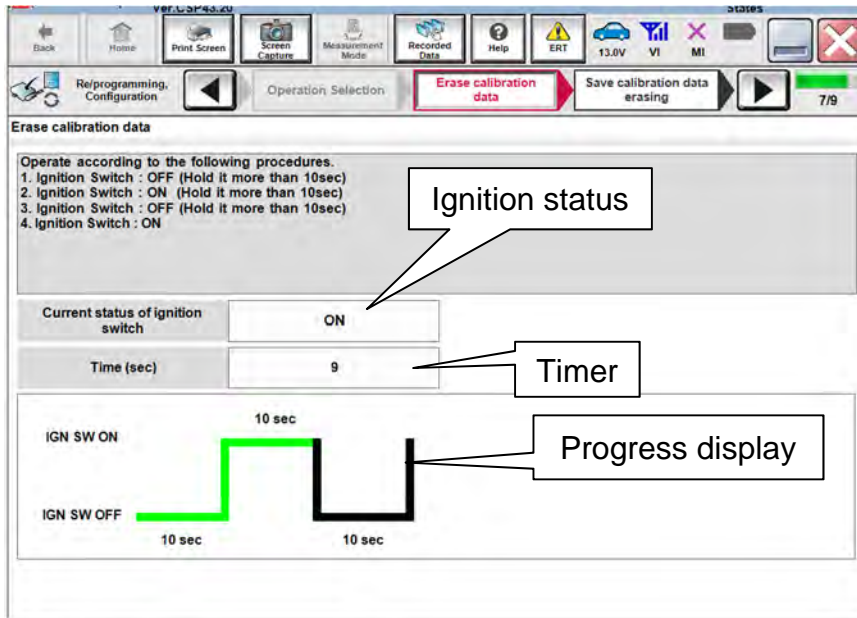 Ver.CSP43.20
States
Back
Home
Print Screen
Screen
Capture
Measurement
Mode
Recorded
Data
Help
ERT
13.0V
VI
MI
Re/programming,
Configuration
Operation Selection
Erase calibration
data
Save calibration data
erasing
7/9
Erase calibration data
Operate according to the following procedures.
1. Ignition Switch : OFF (Hold it more than 10sec)
2. Ignition Switch : ON (Hold it more than 10sec)
3. Ignition Switch : OFF (Hold it more than 10sec)
4. Ignition Switch : ON
Ignition status
Current status of ignition
switch
ON
Time (sec)
9
Timer
10 sec
IGN SW ON
Progress display
IGN SW OFF
10 sec
10 sec